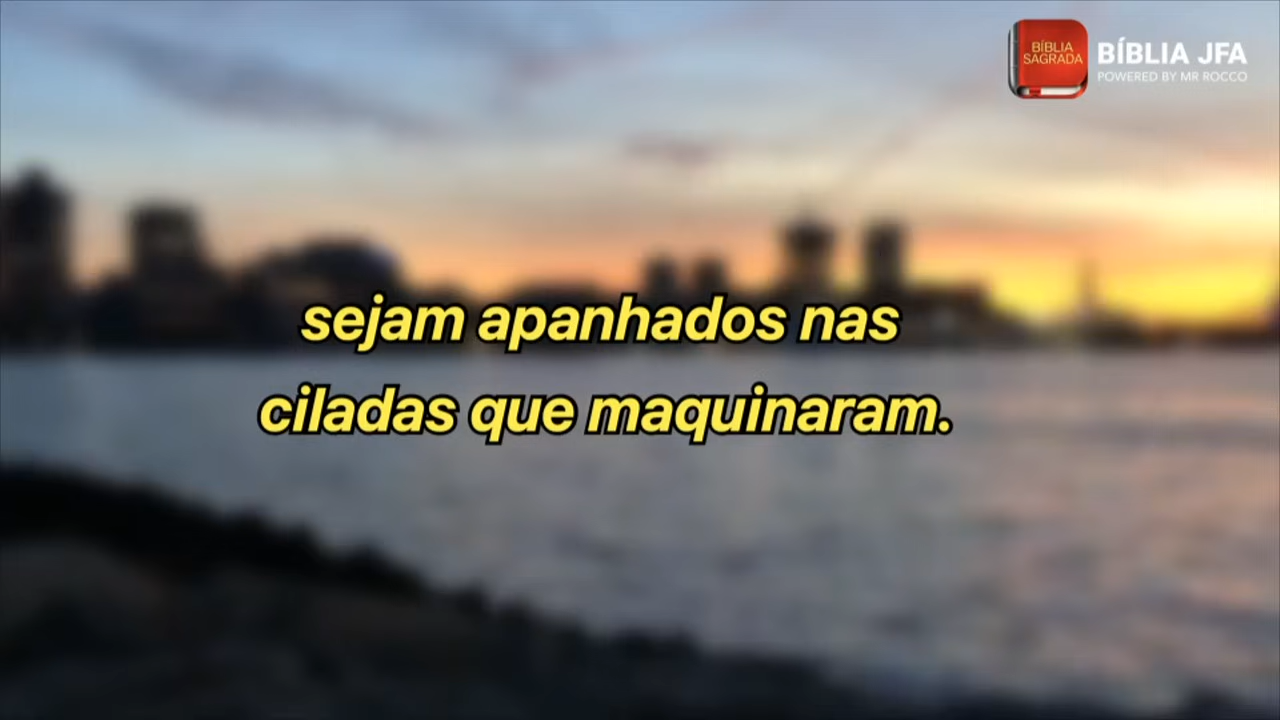 BÍBLIA
SAGRADA
BÍBLIA JFA
POWERED BY MR ROCCO
sejam apanhados nas
ciladas que maquinaram.